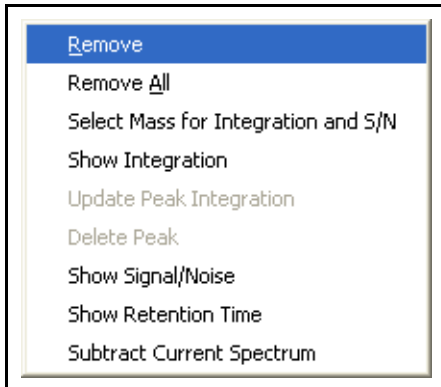 Remove
Remove All
Select Mass for Integration and S/N
Show Integration
Update Peak Integration
Delete Peak
Show Signal/Noise
Show Retention Time
Subtract Current Spectrum